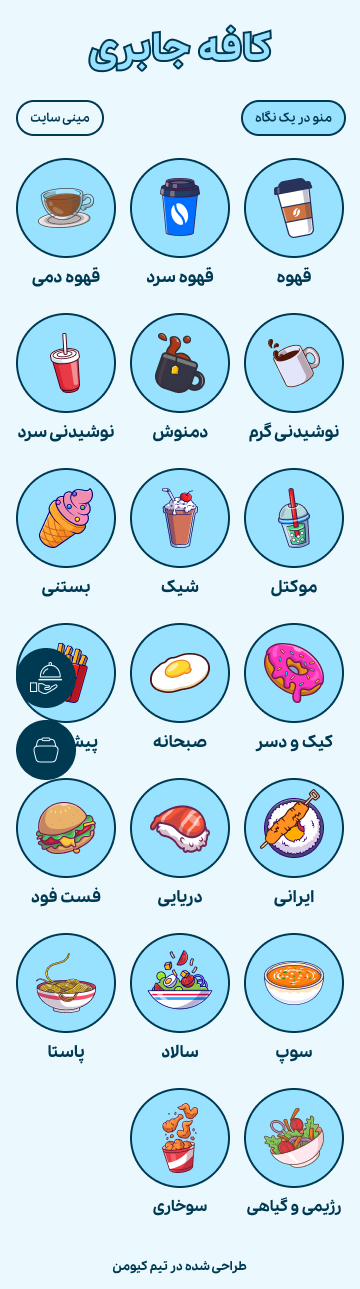 کافه جابری
منو در یک نگاه
مینی سایت
قهوه
قهوه سرد
قهوه دمی
نوشیدنی گرم
دمنوش
نوشیدنی سرد
موکتل
شیک
بستنی
کیک و دسر
صبحانه
ایرانی
دریایی
فست فود
سوپ
سالاد
پاستا
رژیمی و گیاهی
سوخاری
طراحی شده در تیم کیومن